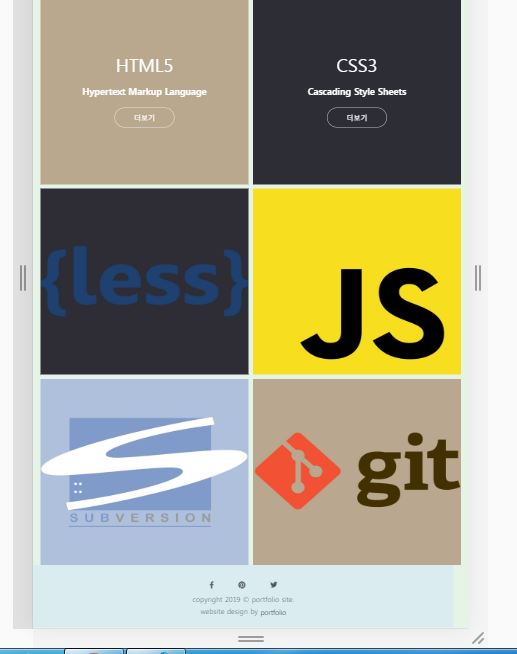 HTML5
CSS3
Hypertext Markup Language
Cascading Style Sheets
더보기
더보기
{less}
JS
S
SUBVERSION
git
copyright 2019 © portfolio site.
website design by portfolio